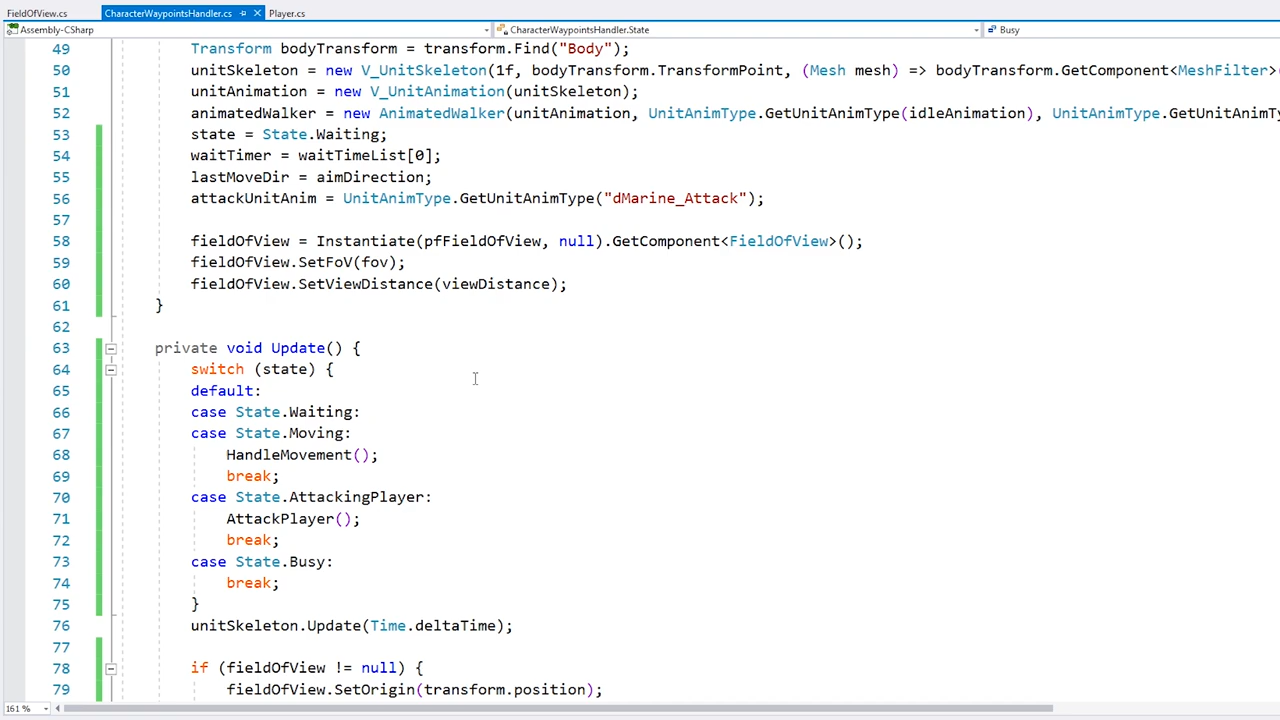 FieldOfView.cs CharacterWaypointsHandler.cs Player.cs
Assembly-CSharp CharacterWaypointsHandler.State Busy
49 Transform bodyTransform = transform.Find("Body");
50 unitSkeleton = new V_UnitSkeleton(1f, bodyTransform.TransformPoint, (Mesh mesh) => bodyTransform.GetComponent<MeshFilter>(
51 unitAnimation = new V_UnitAnimation(unitSkeleton);
52 animatedWalker = new AnimatedWalker(unitAnimation, UnitAnimType.GetUnitAnimType(idleAnimation), UnitAnimType.GetUnitAnimTy
53 state = State.Waiting;
54 waitTimer = waitTimeList[0];
55 lastMoveDir = aimDirection;
56 attackUnitAnim = UnitAnimType.GetUnitAnimType("dMarine_Attack");
57
58 fieldOfView = Instantiate(pfFieldOfView, null).GetComponent<FieldOfView>();
59 fieldOfView.SetFoV(fov);
60 fieldOfView.SetViewDistance(viewDistance);
61 }
62
63 private void Update() {
64 switch (state) {
65 default:
66 case State.Waiting:
67 case State.Moving:
68 HandleMovement();
69 break;
70 case State.AttackingPlayer:
71 AttackPlayer();
72 break;
73 case State.Busy:
74 break;
75 }
76 unitSkeleton.Update(Time.deltaTime);
77
78 if (fieldOfView != null) {
79 fieldOfView.SetOrigin(transform.position);
161 %